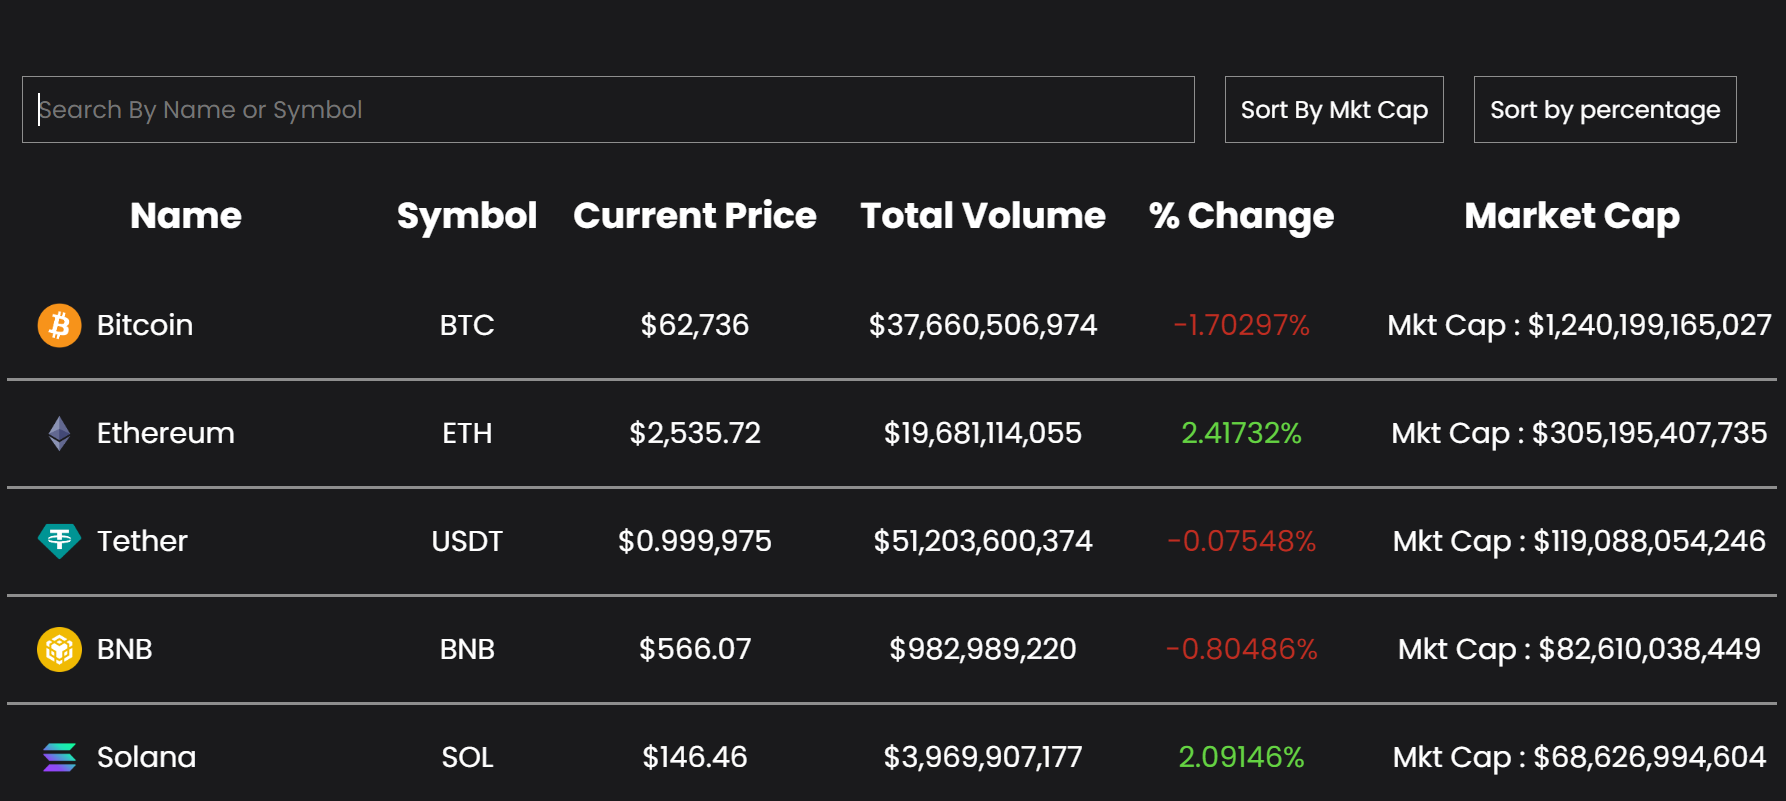 Search By Name or Symbol Sort By Mkt Cap Sort by percentage
Name Symbol Current Price Total Volume % Change Market Cap
Bitcoin BTC $62,736 $37,660,506,974 -1.70297% Mkt Cap : $1,240,199,165,027
Ethereum ETH $2,535.72 $19,681,114,055 2.41732% Mkt Cap : $305,195,407,735
Tether USDT $0.999,975 $51,203,600,374 -0.07548% Mkt Cap : $119,088,054,246
BNB BNB $566.07 $982,989,220 -0.80486% Mkt Cap : $82,610,038,449
Solana SOL $146.46 $3,969,907,177 2.09146% Mkt Cap : $68,626,994,604